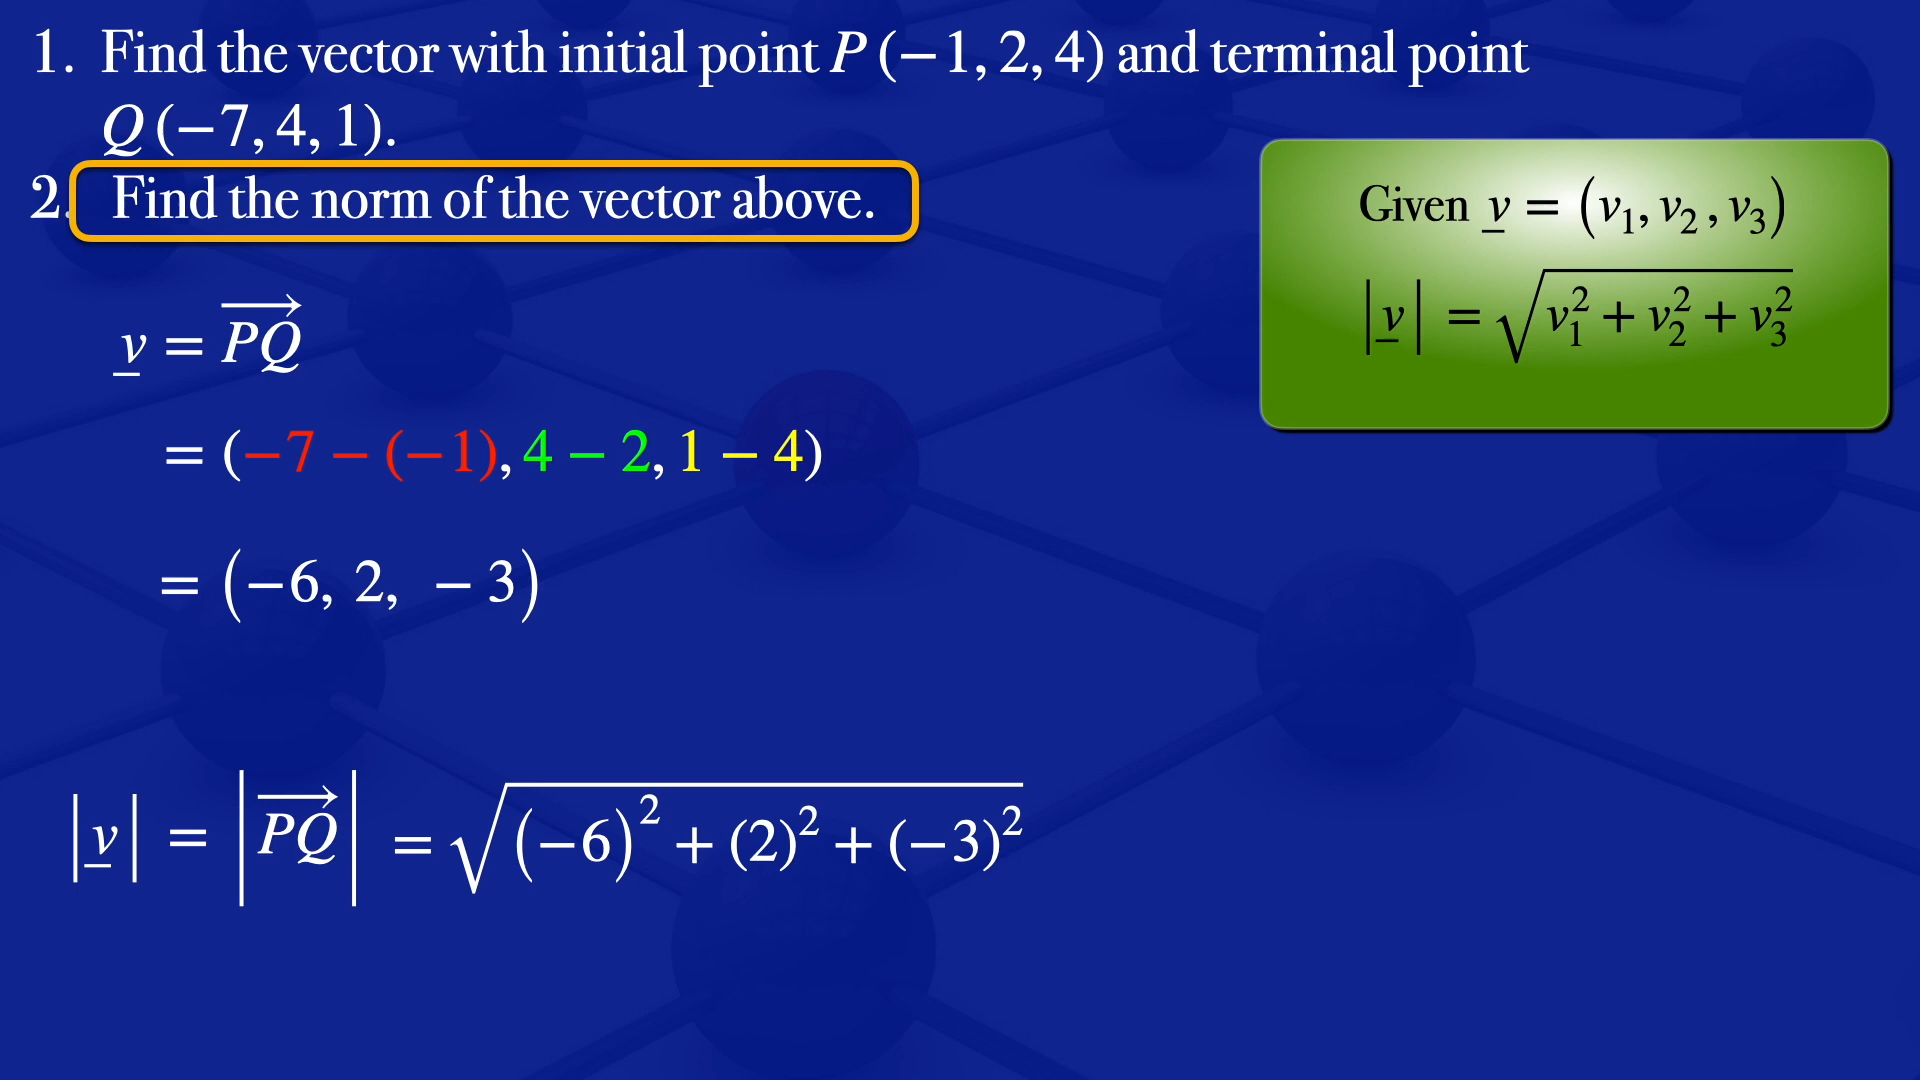 1. Find the vector with initial point P (−1, 2, 4) and terminal point
Q (−7, 4, 1).
2. Find the norm of the vector above.
Given v = (v₁, v₂ , v₃)
|v| = √(v₁² + v₂² + v₃²)
v = PQ→
= (−7 − (−1), 4 − 2, 1 − 4)
= (−6, 2, − 3)
|v| = |PQ→| = √((−6)² + (2)² + (−3)²)